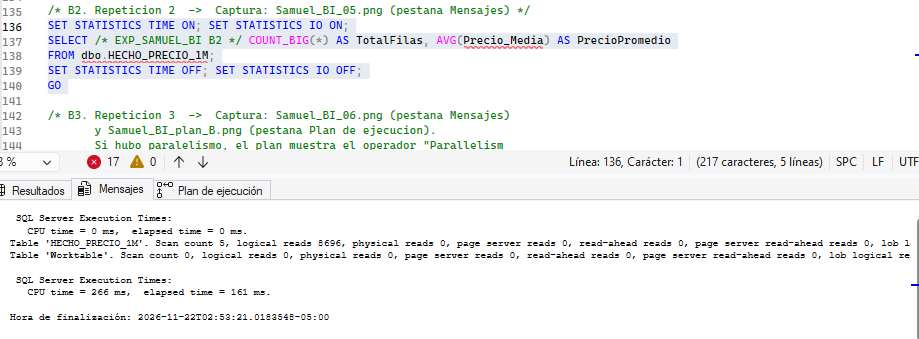 135 /* B2. Repeticion 2 -> Captura: Samuel_BI_05.png (pestana Mensajes) */
136 SET STATISTICS TIME ON; SET STATISTICS IO ON;
137 SELECT /* EXP_SAMUEL_BI B2 */ COUNT_BIG(*) AS TotalFilas, AVG(Precio_Media) AS PrecioPromedio
138 FROM dbo.HECHO_PRECIO_1M;
139 SET STATISTICS TIME OFF; SET STATISTICS IO OFF;
140 GO
141
142 /* B3. Repeticion 3 -> Captura: Samuel_BI_06.png (pestana Mensajes)
143 y Samuel_BI_plan_B.png (pestana Plan de ejecucion).
144 Si hubo paralelismo, el plan muestra el operador "Parallelism
% 17 0 Línea: 136, Carácter: 1 (217 caracteres, 5 líneas) SPC LF UTF
Resultados Mensajes Plan de ejecución
SQL Server Execution Times:
CPU time = 0 ms, elapsed time = 0 ms.
Table 'HECHO_PRECIO_1M'. Scan count 5, logical reads 8696, physical reads 0, page server reads 0, read-ahead reads 0, page server read-ahead reads 0, lob l
Table 'Worktable'. Scan count 0, logical reads 0, physical reads 0, page server reads 0, read-ahead reads 0, page server read-ahead reads 0, lob logical re
SQL Server Execution Times:
CPU time = 266 ms, elapsed time = 161 ms.
Hora de finalización: 2026-11-22T02:53:21.0183548-05:00